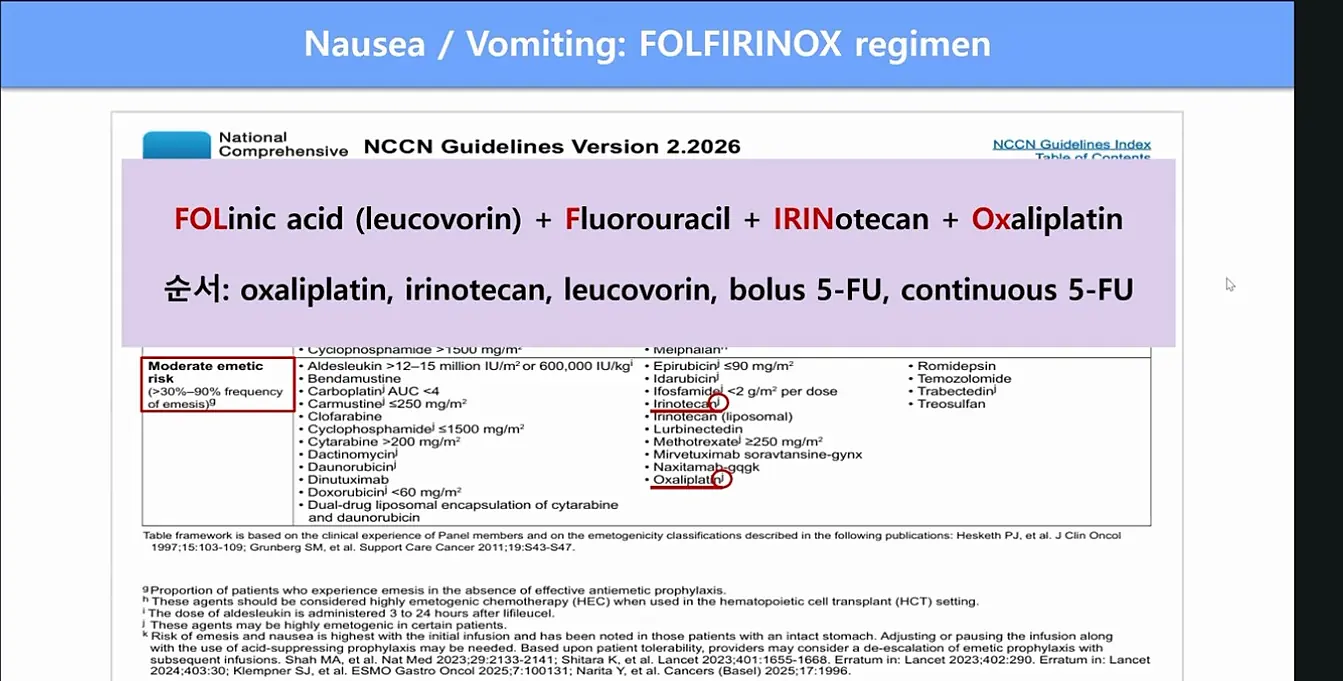 Nausea / Vomiting: FOLFIRINOX regimen
National
Comprehensive
NCCN Guidelines Version 2.2026
NCCN Guidelines Index
Table of Contents
FOLinic acid (leucovorin) + Fluorouracil + IRINotecan + Oxaliplatin
순서: oxaliplatin, irinotecan, leucovorin, bolus 5-FU, continuous 5-FU
Moderate emetic
risk
(>30%–90% frequency
of emesis)g
• Cyclophosphamide >1500 mg/m²
• Aldesleukin >12–15 million IU/m² or 600,000 IU/kgi
• Bendamustine
• Carboplatinj AUC <4
• Carmustinej ≤250 mg/m²
• Clofarabine
• Cyclophosphamidej ≤1500 mg/m²
• Cytarabine >200 mg/m²
• Dactinomycinj
• Daunorubicinj
• Dinutuximab
• Doxorubicinj <60 mg/m²
• Dual-drug liposomal encapsulation of cytarabine
and daunorubicin
• Melphalanh
• Epirubicinj ≤90 mg/m²
• Idarubicinj
• Ifosfamidej <2 g/m² per dose
• Irinotecanj
• Irinotecan (liposomal)
• Lurbinectedin
• Methotrexatej ≥250 mg/m²
• Mirvetuximab soravtansine-gynx
• Naxitamab-gqgk
• Oxaliplatinj
• Romidepsin
• Temozolomide
• Trabectedinj
• Treosulfan
Table framework is based on the clinical experience of Panel members and on the emetogenicity classifications described in the following publications: Hesketh PJ, et al. J Clin Oncol
1997;15:103-109; Grunberg SM, et al. Support Care Cancer 2011;19:S43-S47.
g Proportion of patients who experience emesis in the absence of effective antiemetic prophylaxis.
h These agents should be considered highly emetogenic chemotherapy (HEC) when used in the hematopoietic cell transplant (HCT) setting.
i The dose of aldesleukin is administered 3 to 24 hours after lifileucel.
j These agents may be highly emetogenic in certain patients.
k Risk of emesis and nausea is highest with the initial infusion and has been noted in those patients with an intact stomach. Adjusting or pausing the infusion along
with the use of acid-suppressing prophylaxis may be needed. Based upon patient tolerability, providers may consider a de-escalation of emetic prophylaxis with
subsequent infusions. Shah MA, et al. Nat Med 2023;29:2133-2141; Shitara K, et al. Lancet 2023;401:1655-1668. Erratum in: Lancet 2023;402:290. Erratum in: Lancet
2024;403:30; Klempner SJ, et al. ESMO Gastro Oncol 2025;7:100131; Narita Y, et al. Cancers (Basel) 2025;17:1996.